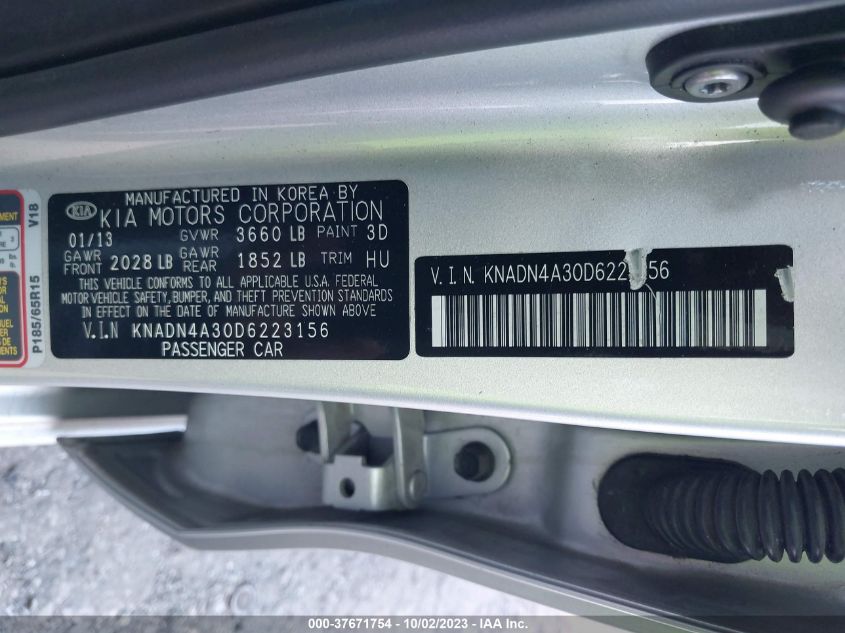 MANUFACTURED IN KOREA BY
KIA KIA MOTORS CORPORATION
01/13 GVWR 3660 LB PAINT 3D
GAWR FRONT 2028 LB GAWR REAR 1852 LB TRIM HU
THIS VEHICLE CONFORMS TO ALL APPLICABLE U.S.A. FEDERAL
MOTOR VEHICLE SAFETY, BUMPER, AND THEFT PREVENTION
STANDARDS IN EFFECT ON THE DATE OF MANUFACTURE SHOWN ABOVE
V.I.N KNADN4A30D6223156
PASSENGER CAR
V.I.N. KNADN4A30D622 156
P185/65R15 V18
000-37671754 - 10/02/2023 - IAA Inc.